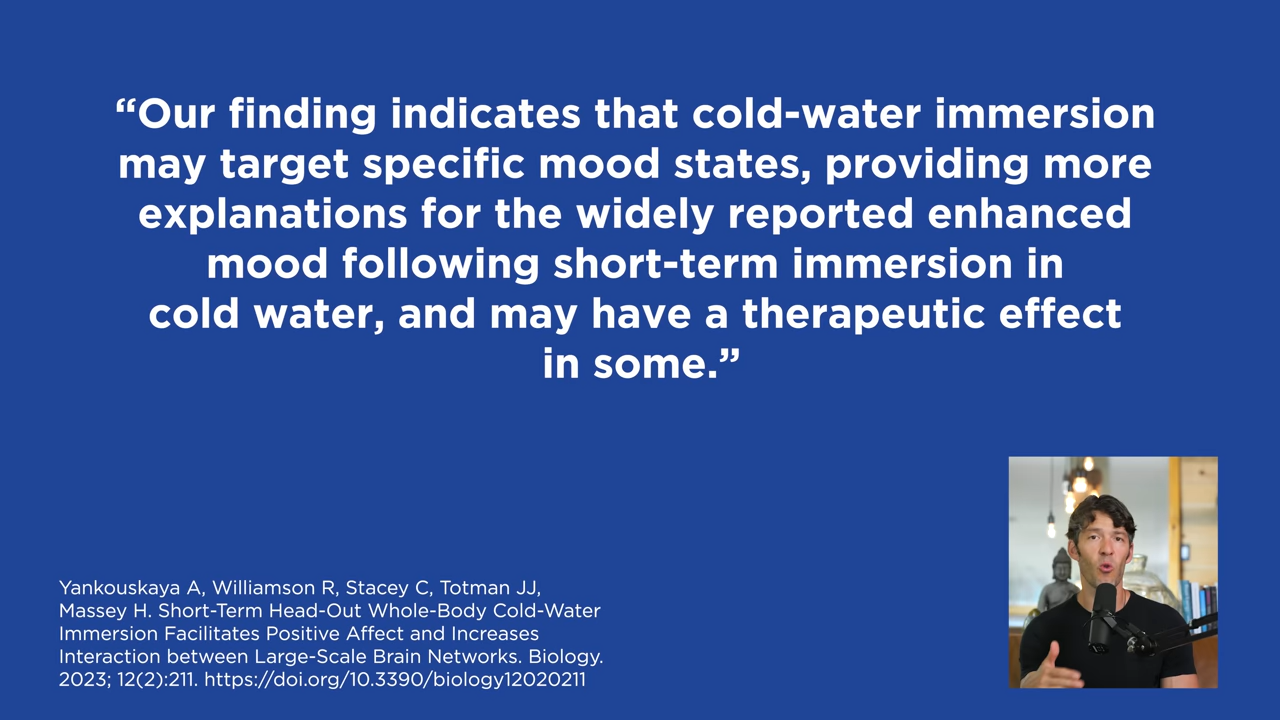 “Our finding indicates that cold-water immersion
may target specific mood states, providing more
explanations for the widely reported enhanced
mood following short-term immersion in
cold water, and may have a therapeutic effect
in some.”
Yankouskaya A, Williamson R, Stacey C, Totman JJ,
Massey H. Short-Term Head-Out Whole-Body Cold-Water
Immersion Facilitates Positive Affect and Increases
Interaction between Large-Scale Brain Networks. Biology.
2023; 12(2):211. https://doi.org/10.3390/biology12020211